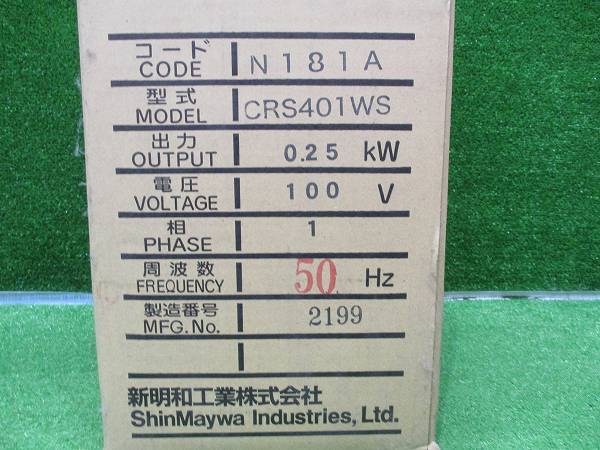 コード
CODE N181A
型式
MODEL CRS401WS
出力
OUTPUT 0.25 kW
電圧
VOLTAGE 100 V
相
PHASE 1
周波数
FREQUENCY 50 Hz
製造番号
MFG.No. 2199
新明和工業株式会社
ShinMaywa Industries, Ltd.